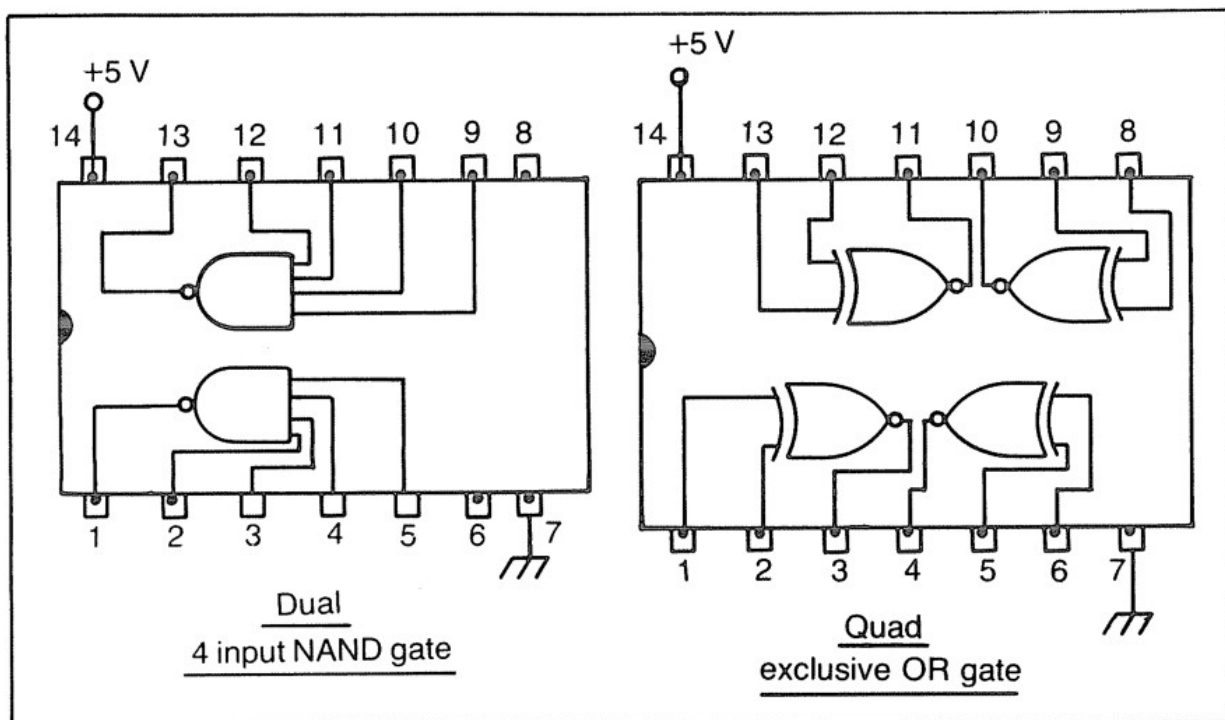 +5 V
14 13 12 11 10 9 8
1 2 3 4 5 6 7
Dual
4 input NAND gate
+5 V
14 13 12 11 10 9 8
1 2 3 4 5 6 7
Quad
exclusive OR gate